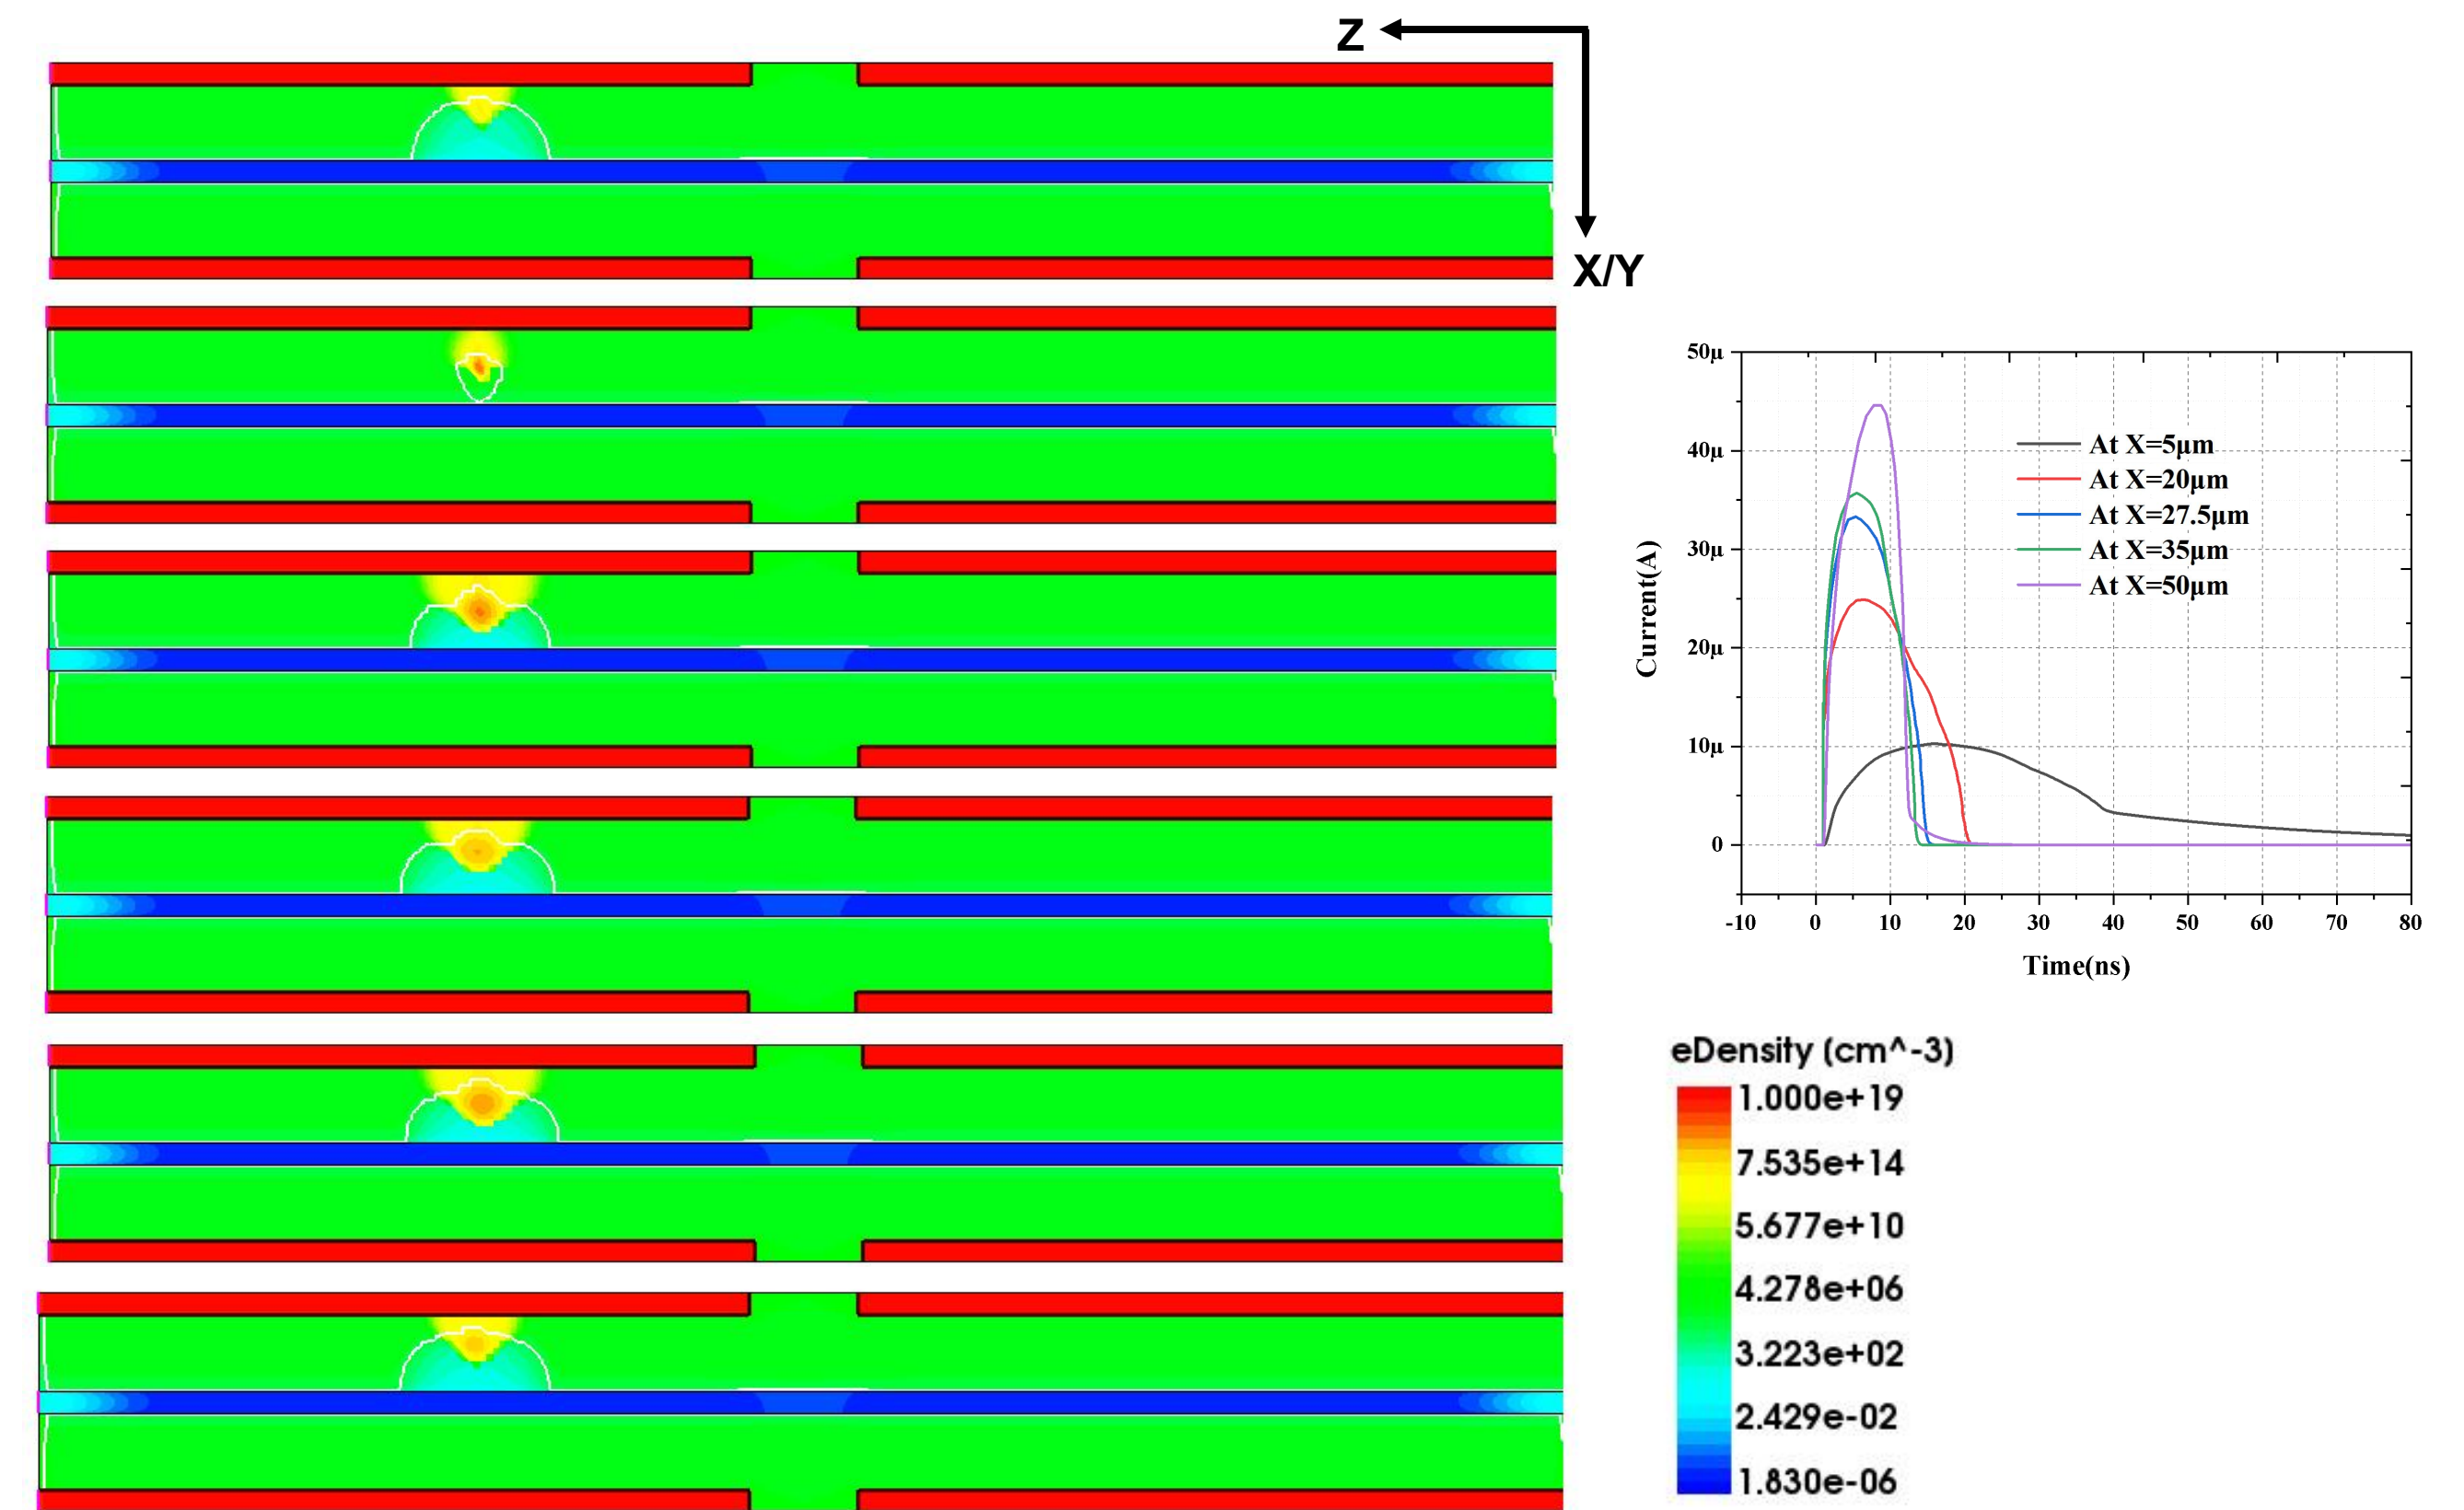 Z
X/Y
50μ
40μ
30μ
20μ
10μ
0
Current(A)
At X=5μm
At X=20μm
At X=27.5μm
At X=35μm
At X=50μm
-10 0 10 20 30 40 50 60 70 80
Time(ns)
eDensity (cm^-3)
1.000e+19
7.535e+14
5.677e+10
4.278e+06
3.223e+02
2.429e-02
1.830e-06